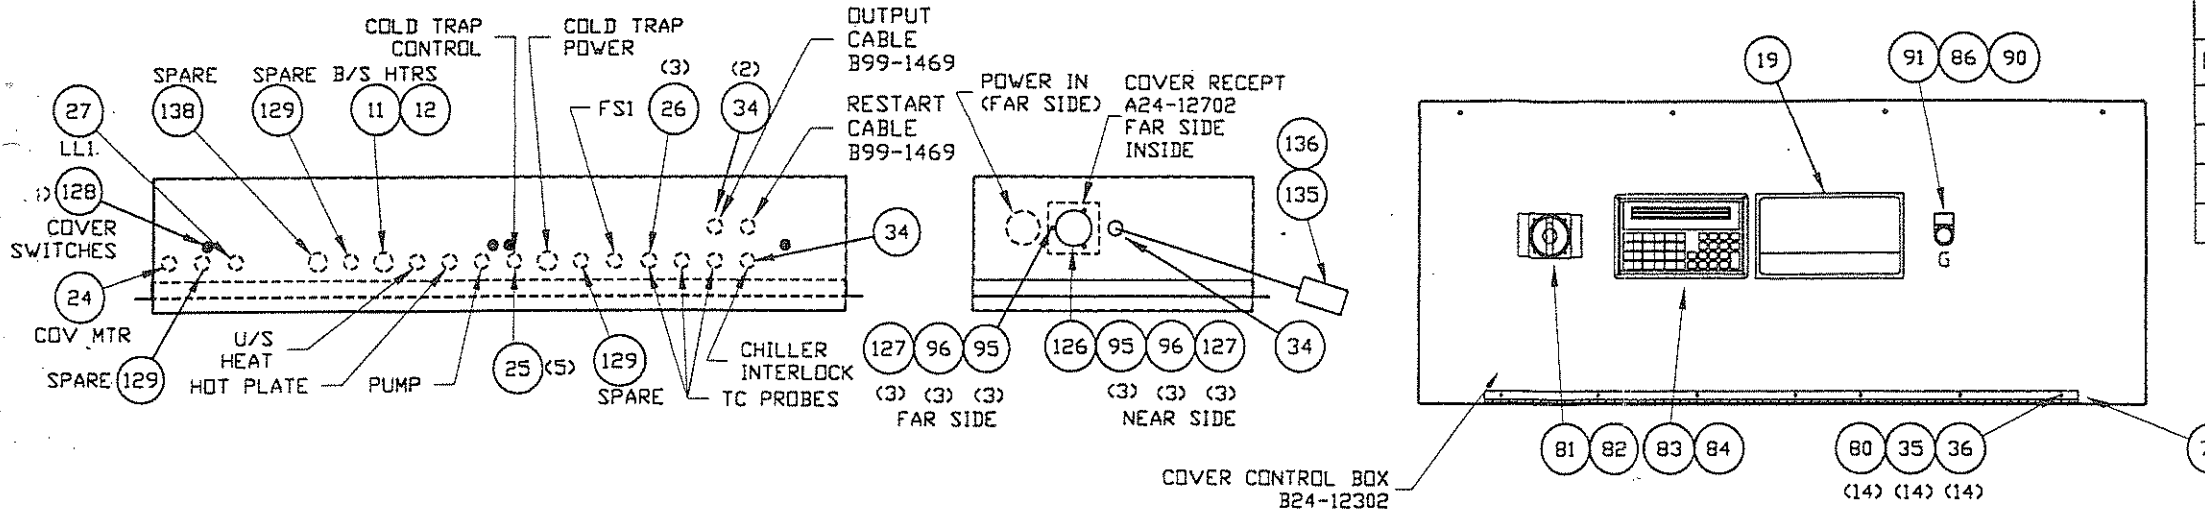 COLD TRAP
CONTROL
COLD TRAP
POWER
OUTPUT
CABLE
B99-1469
SPARE
138
SPARE
129
B/S HTRS
11
12
27
LL1
128
COVER
SWITCHES
24
COV MTR
SPARE 129
U/S
HEAT
HOT PLATE
PUMP
25 (5)
129
SPARE
FS1
(3)
26
(2)
34
RESTART
CABLE
B99-1469
34
CHILLER
INTERLOCK
TC PROBES
POWER IN
(FAR SIDE)
COVER RECEPT
A24-12702
FAR SIDE
INSIDE
136
135
127 96 95
(3) (3) (3)
FAR SIDE
126 95 96 127
(3) (3) (3)
NEAR SIDE
34
19
91 86 90
G
81 82 83 84
80 35 36
(14) (14) (14)
COVER CONTROL BOX
B24-12302